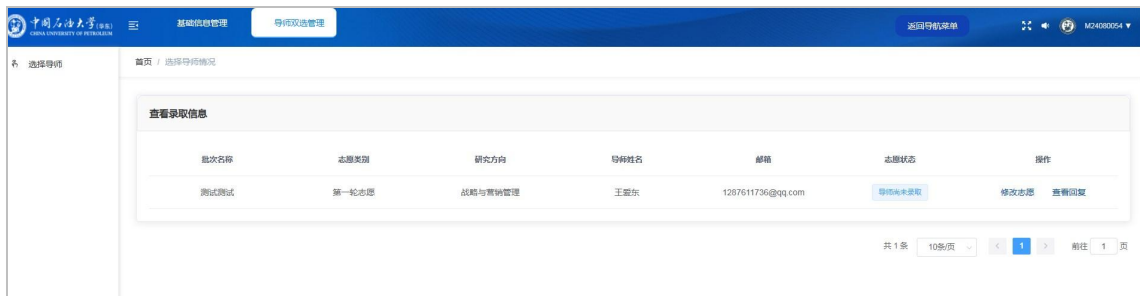 中国石油大学(华东)
CHINA UNIVERSITY OF PETROLEUM
基础信息管理
导师双选管理
返回导航菜单
M24080054
选择导师
首页 / 选择导师情况
查看录取信息
批次名称 志愿类别 研究方向 导师姓名 邮箱 志愿状态 操作
测试测试 第一轮志愿 战略与营销管理 王爱东 1287611736@qq.com 导师尚未录取 修改志愿 查看回复
共 1 条 10条/页 < 1 > 前往 1 页